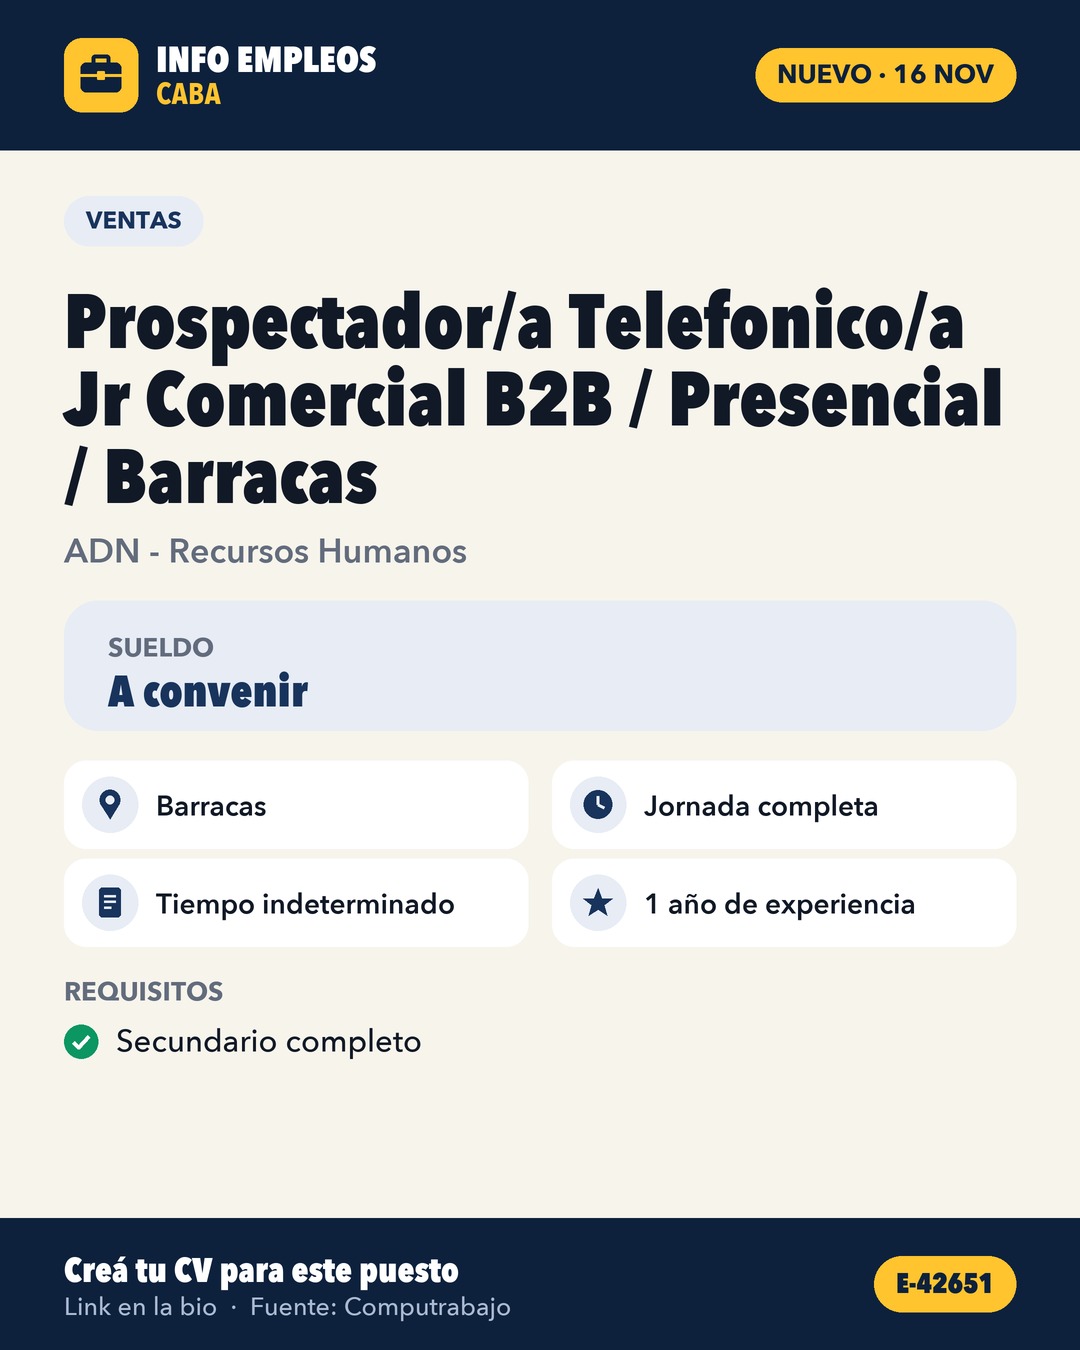 INFO EMPLEOS
CABA
NUEVO · 16 NOV
VENTAS
Prospectador/a Telefonico/a
Jr Comercial B2B / Presencial
/ Barracas
ADN - Recursos Humanos
SUELDO
A convenir
Barracas
Jornada completa
Tiempo indeterminado
1 año de experiencia
REQUISITOS
Secundario completo
Creá tu CV para este puesto
Link en la bio · Fuente: Computrabajo
E-42651